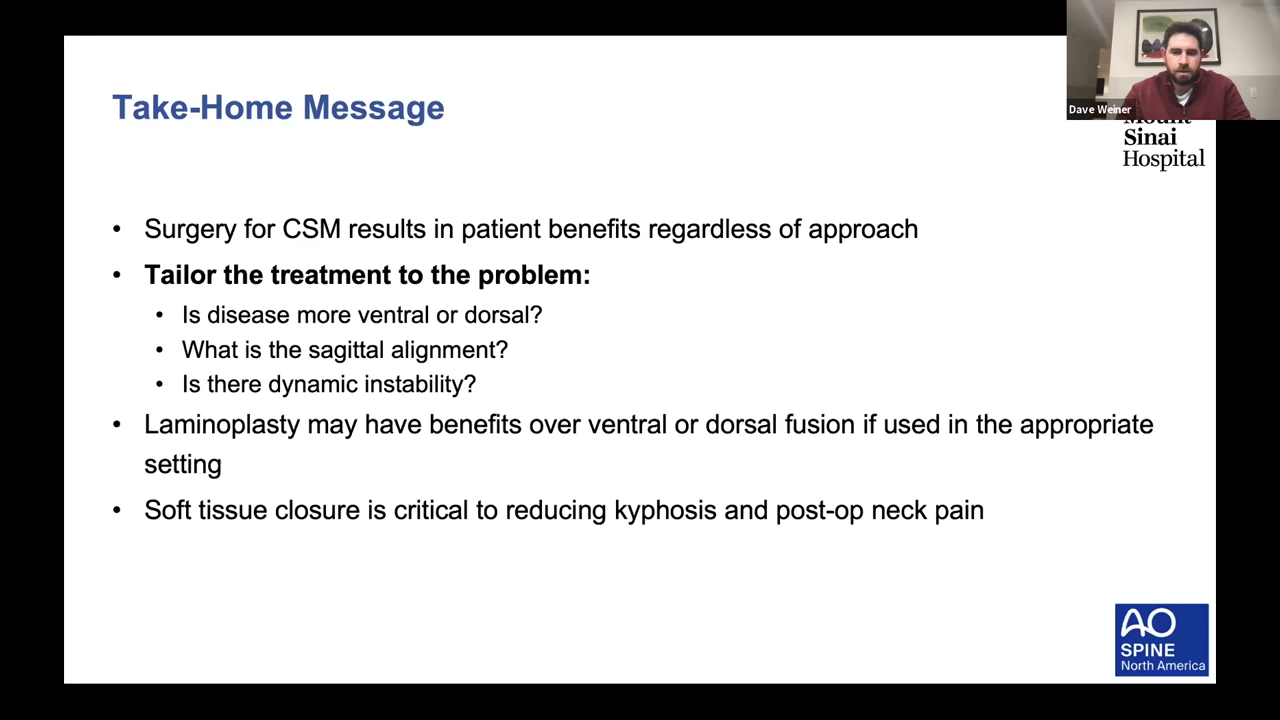 Take-Home Message
Dave Weiner
Mount
Sinai
Hospital
• Surgery for CSM results in patient benefits regardless of approach
• Tailor the treatment to the problem:
• Is disease more ventral or dorsal?
• What is the sagittal alignment?
• Is there dynamic instability?
• Laminoplasty may have benefits over ventral or dorsal fusion if used in the appropriate
setting
• Soft tissue closure is critical to reducing kyphosis and post-op neck pain
AO
SPINE
North America